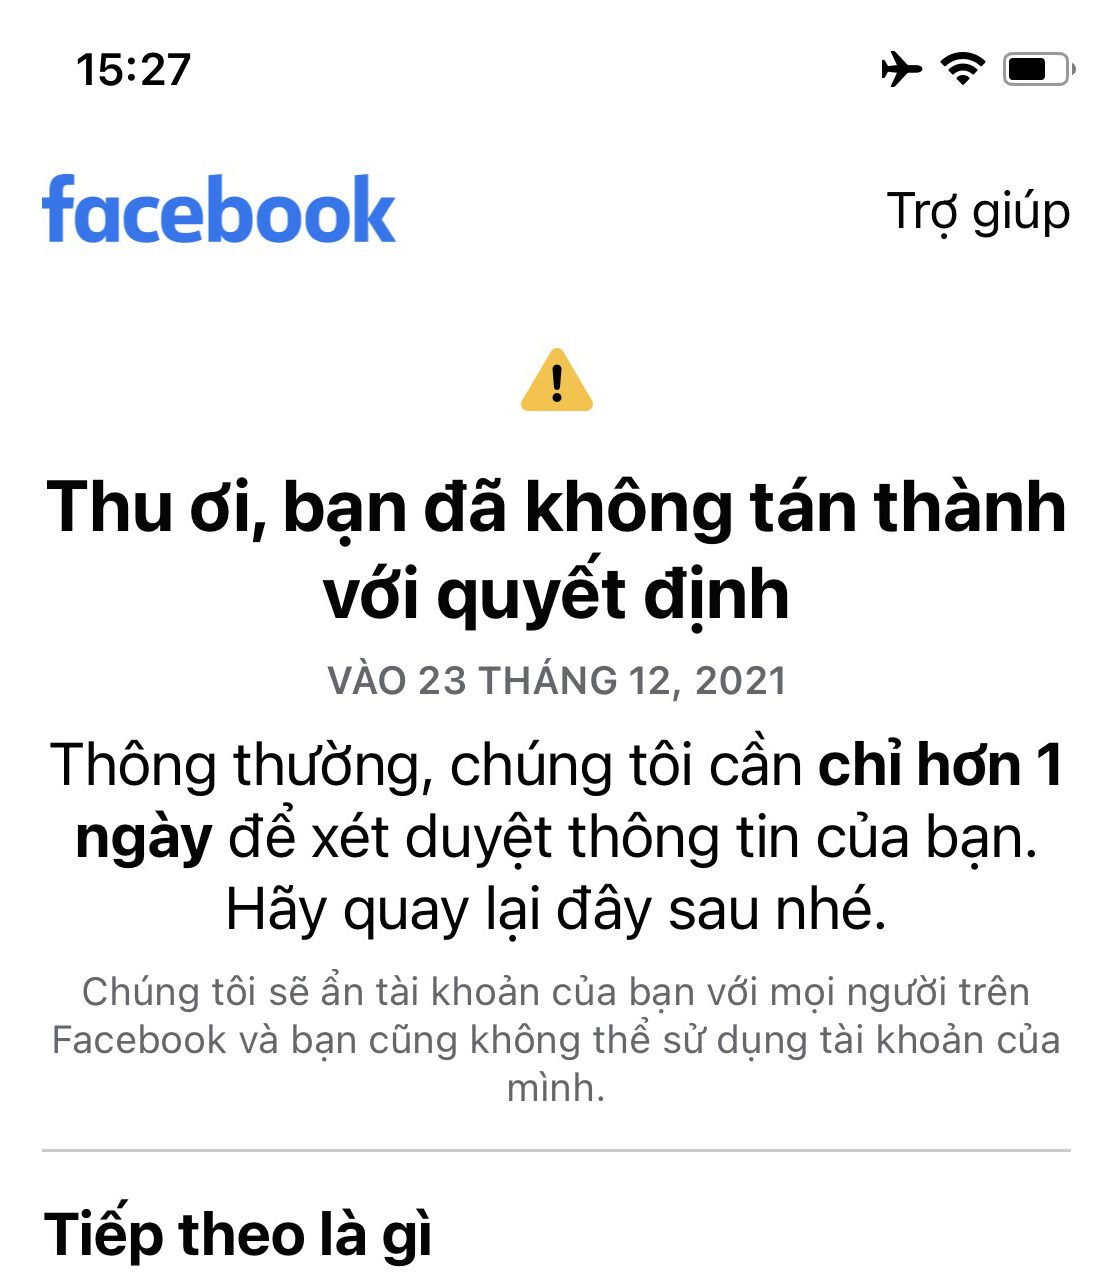 15:27
facebook
Trợ giúp
Thu ơi, bạn đã không tán thành
với quyết định
VÀO 23 THÁNG 12, 2021
Thông thường, chúng tôi cần chỉ hơn 1
ngày để xét duyệt thông tin của bạn.
Hãy quay lại đây sau nhé.
Chúng tôi sẽ ẩn tài khoản của bạn với mọi người trên
Facebook và bạn cũng không thể sử dụng tài khoản của
mình.
Tiếp theo là gì